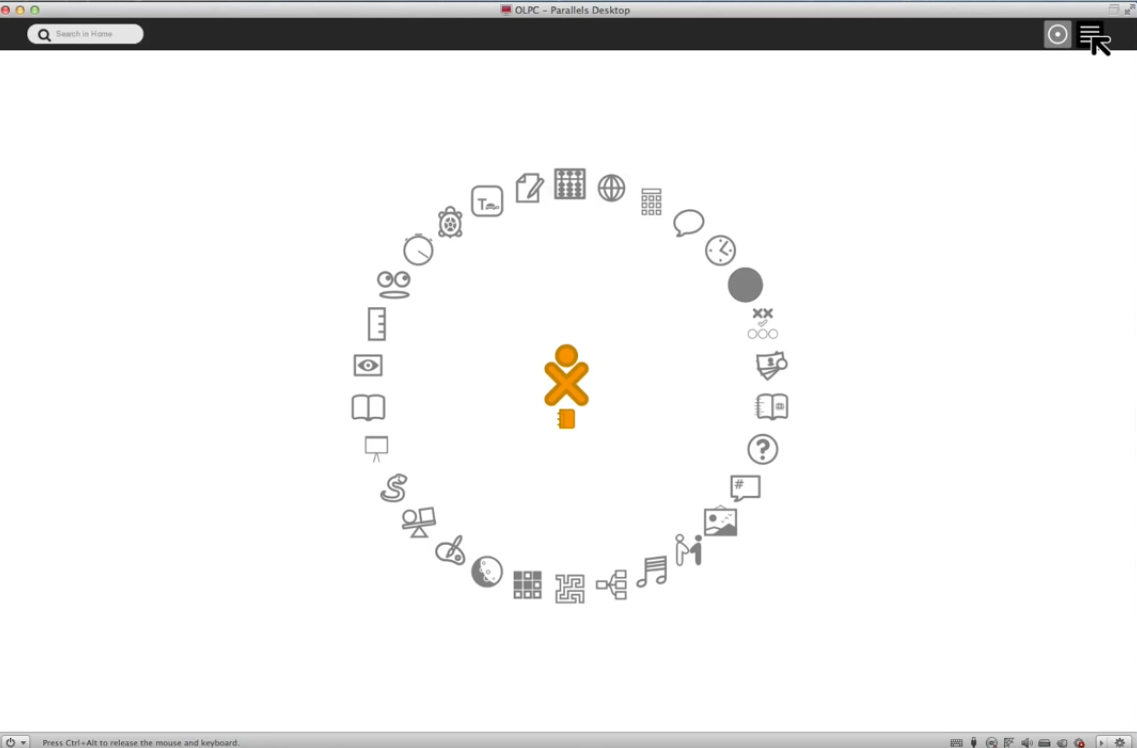 OLPC - Parallels Desktop
Search in Home
T
XX
$
?
#
Press Ctrl+Alt to release the mouse and keyboard.